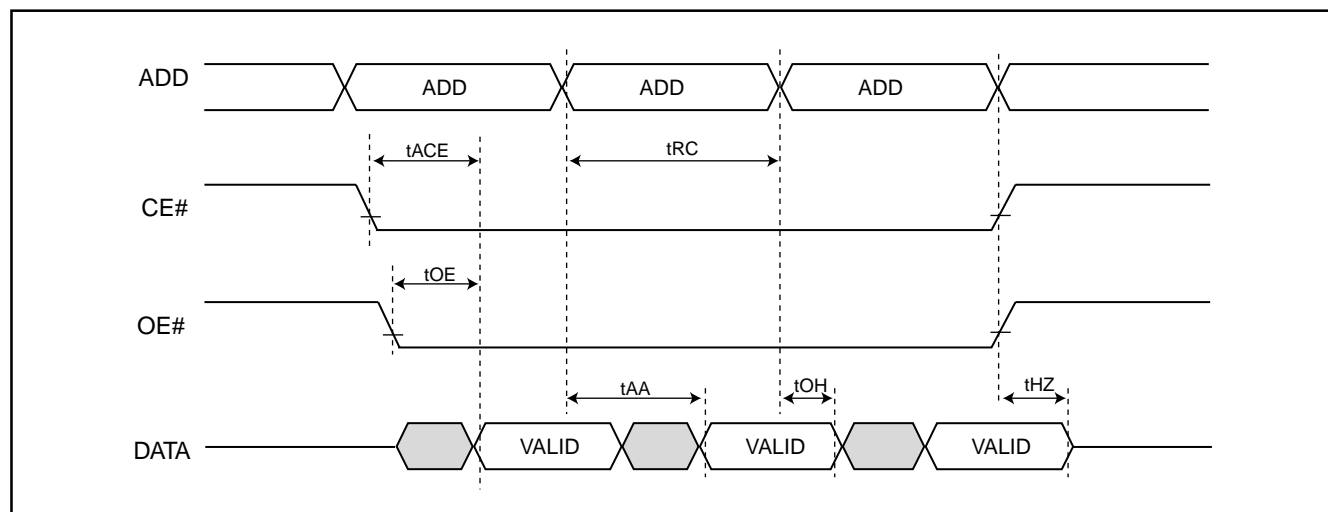 ADD ADD ADD ADD
tACE tRC
CE#
tOE
OE#
tAA tOH tHZ
DATA VALID VALID VALID